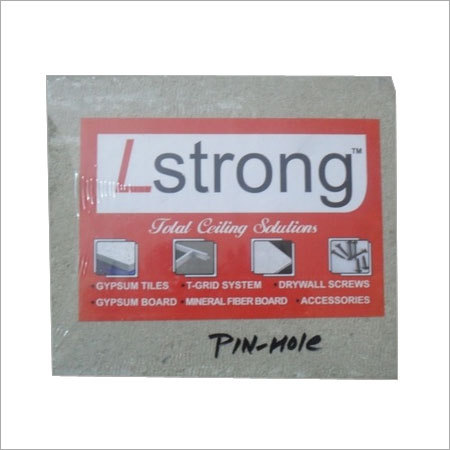 Lstrong™
Total Ceiling Solutions
• GYPSUM TILES • T-GRID SYSTEM • DRYWALL SCREWS
• GYPSUM BOARD • MINERAL FIBER BOARD • ACCESSORIES
PIN-HOLE